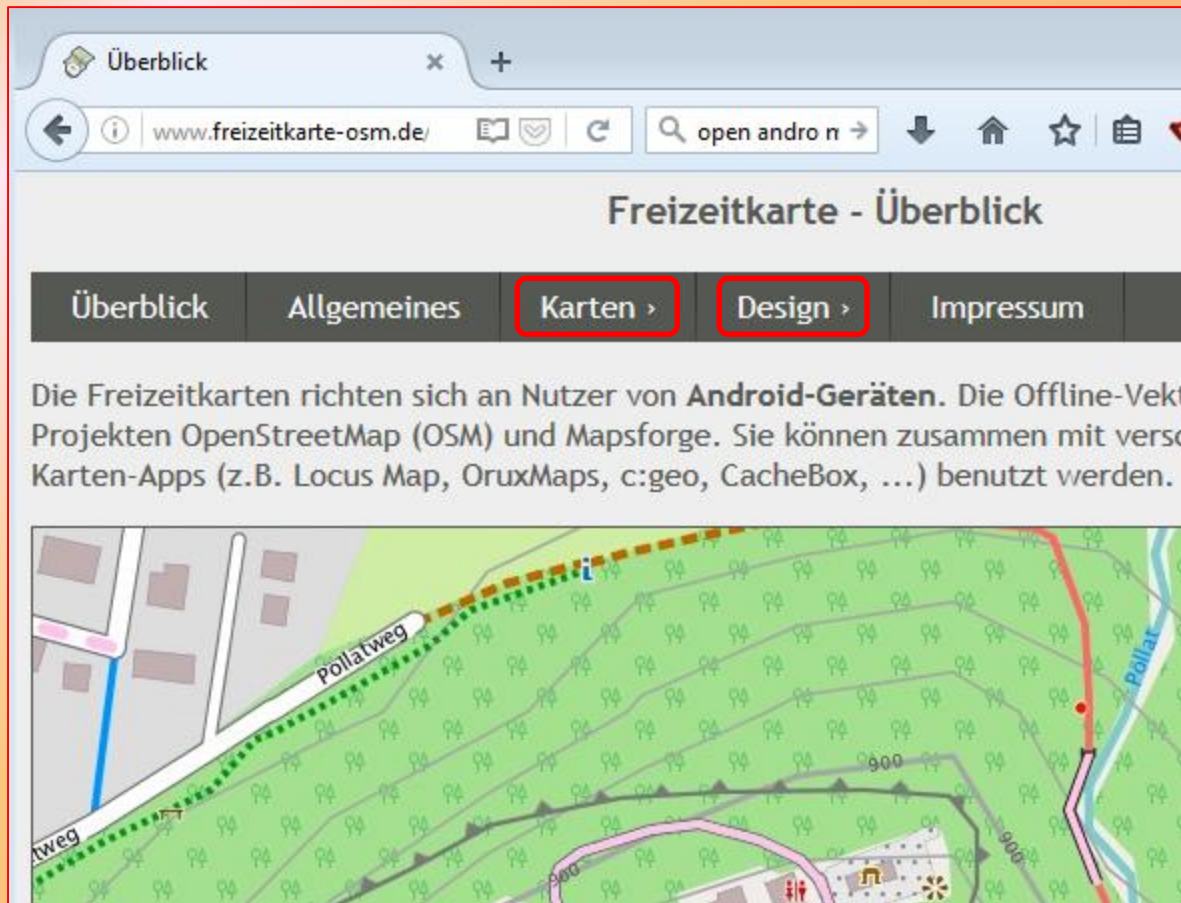 Überblick
www.freizeitkarte-osm.de/
open andro
Freizeitkarte - Überblick
Überblick Allgemeines Karten › Design › Impressum
Die Freizeitkarten richten sich an Nutzer von Android-Geräten. Die Offline-Vekt
Projekten OpenStreetMap (OSM) und Mapsforge. Sie können zusammen mit versc
Karten-Apps (z.B. Locus Map, OruxMaps, c:geo, CacheBox, ...) benutzt werden.
i
Pöllatweg
Pöllat
900
tweg
900
900